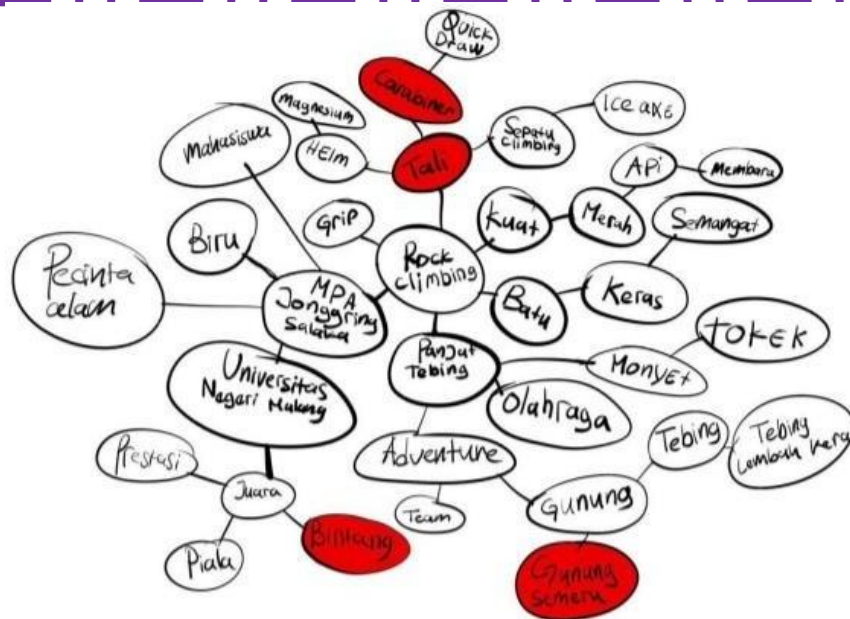 Quick
Draw
Carabiner
Magnesium
Ice axe
Mahasiswa
HElm
Tali
Sepatu
climbing
Api
Membara
Grip
Kuat
Merah
Semangat
Biru
Rock
climbing
Pecinta
alam
MPA
Jonggring
Salaka
Batu
Keras
TOKEK
Panjat
Tebing
Monyet
Universitas
Negeri Malang
Olahraga
Tebing
Tebing
Lembah kera
Prestasi
Adventure
Juara
Gunung
Team
Bintang
Piala
Gunung
semeru